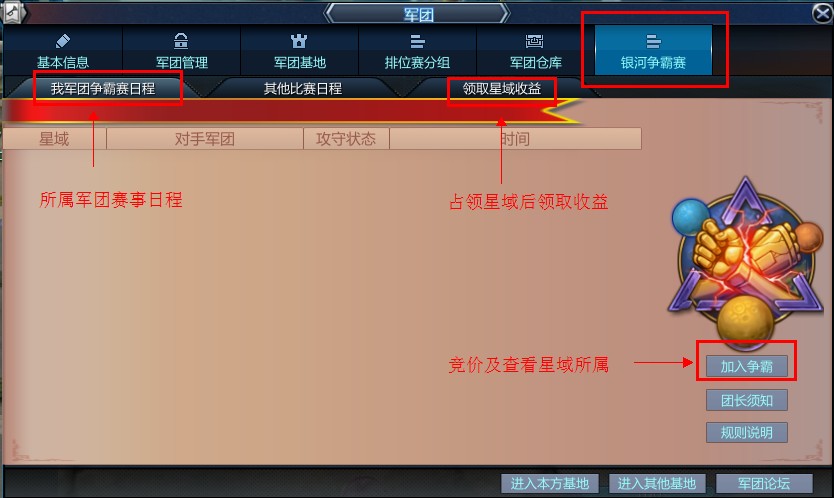 军团
基本信息 军团管理 军团基地 排位赛分组 军团仓库 银河争霸赛
我军团争霸赛日程 其他比赛日程 领取星域收益
星域 对手军团 攻守状态 时间
所属军团赛事日程 占领星域后领取收益
竞价及查看星域所属 加入争霸
团长须知
规则说明
进入本方基地 进入其他基地 军团论坛